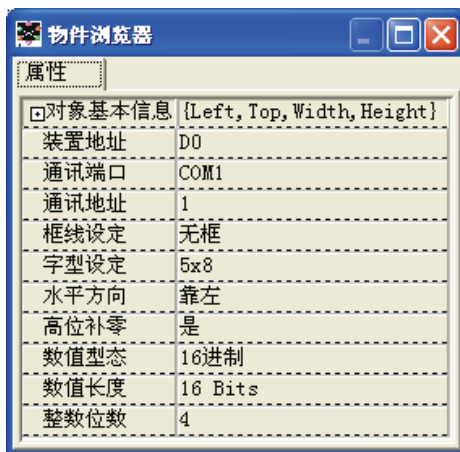 物件浏览器
属性
对象基本信息 {Left,Top,Width,Height}
装置地址 D0
通讯端口 COM1
通讯地址 1
框线设定 无框
字型设定 5x8
水平方向 靠左
高位补零 是
数值型态 16进制
数值长度 16 Bits
整数位数 4